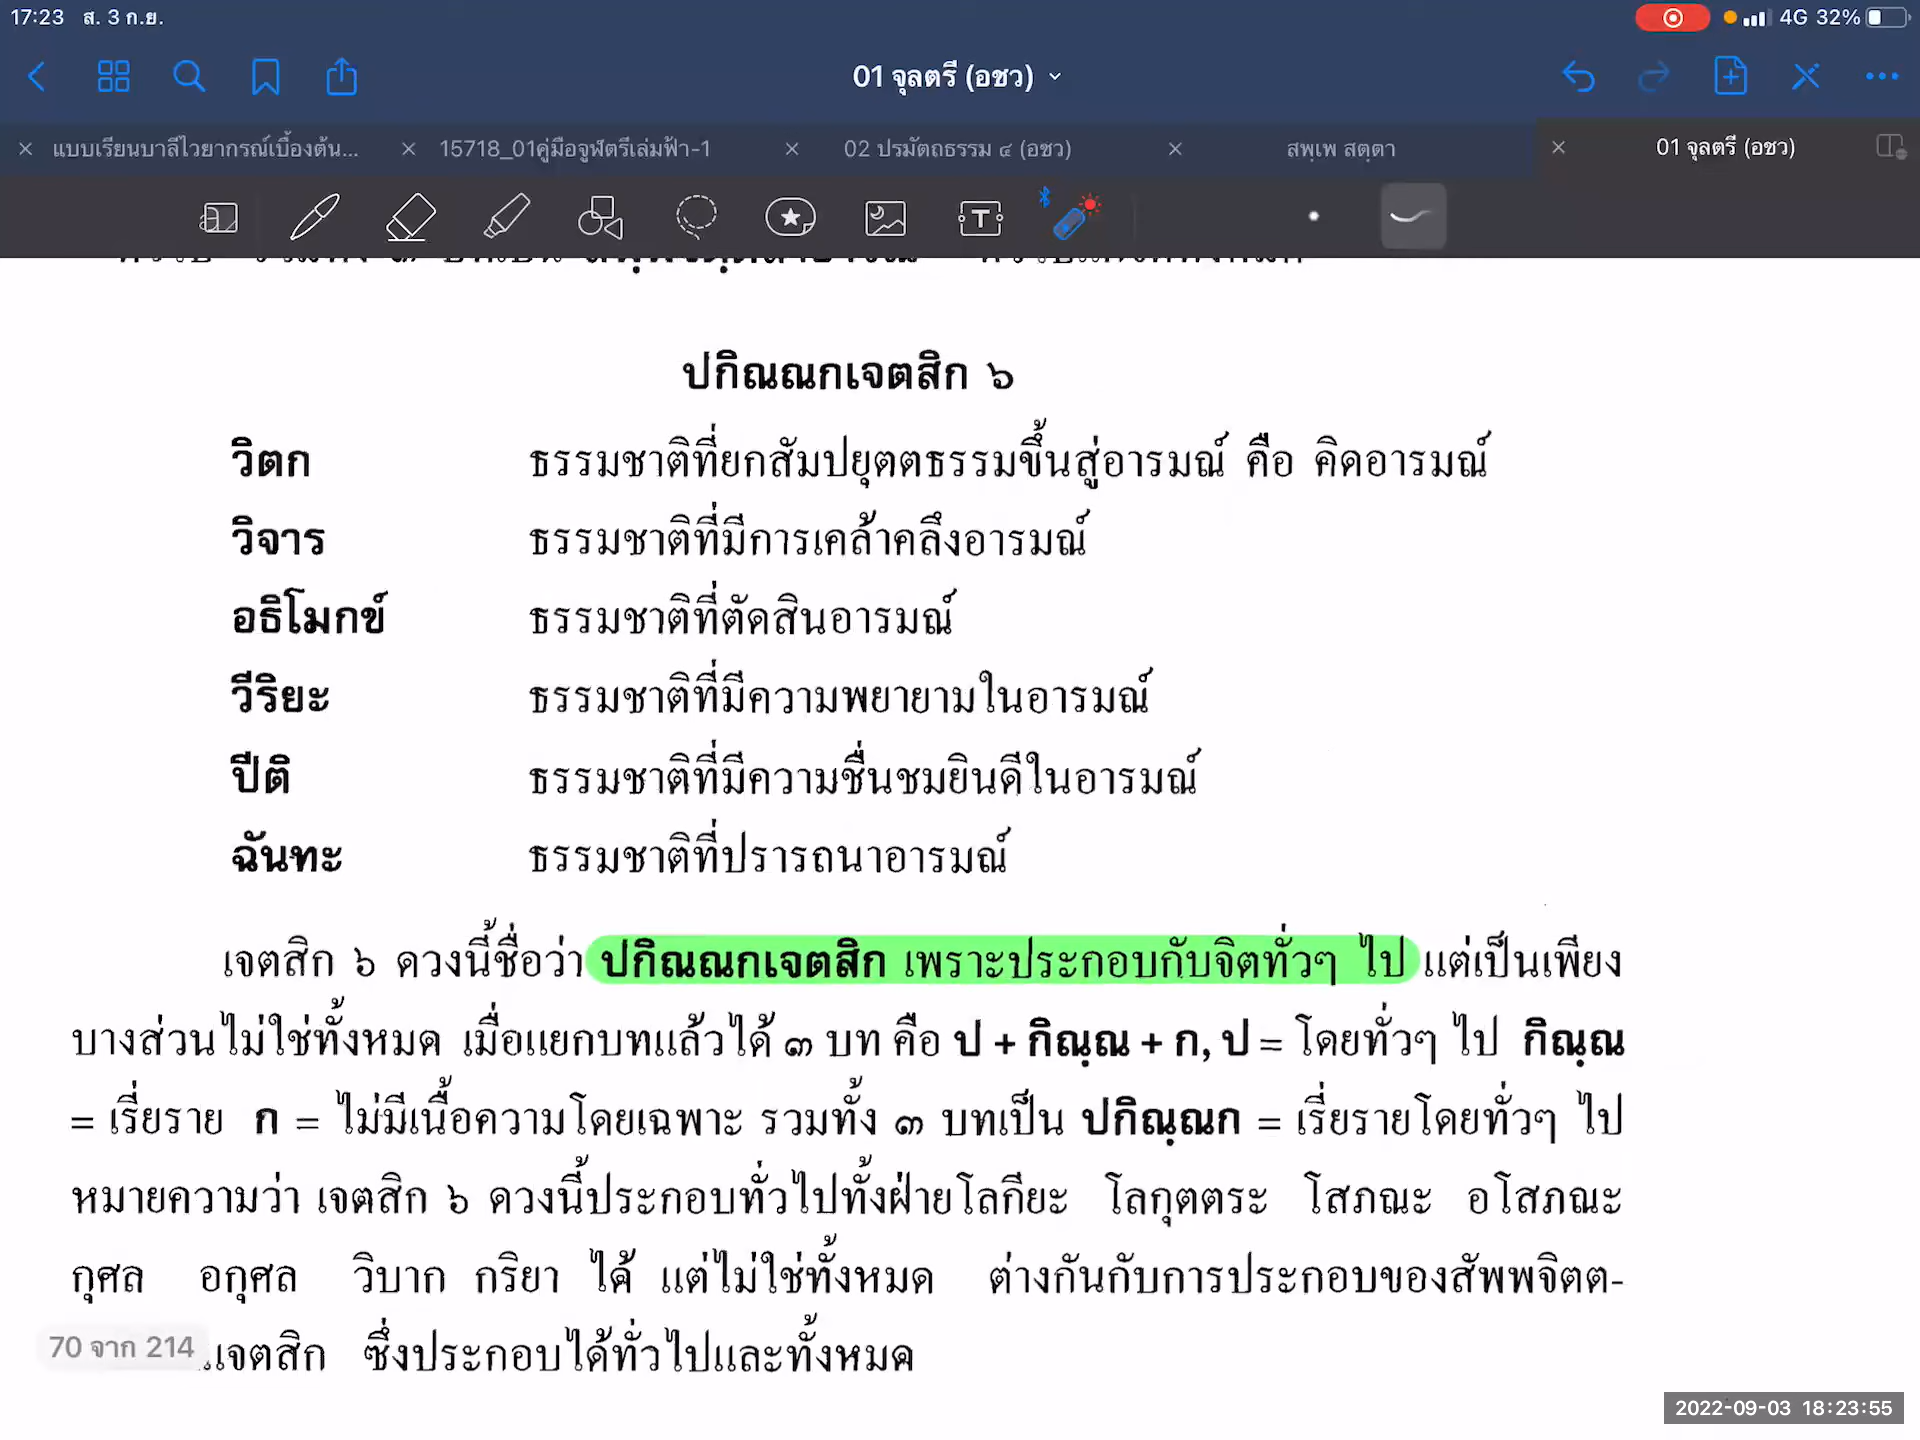 17:23 ส. 3 ก.ย.
4G 32%
01 จุลตรี (อชว)
แบบเรียนบาลีไวยากรณ์เบื้องต้น...
15718_01คู่มือจูฬตรีเล่มฟ้า-1
02 ปรมัตถธรรม ๔ (อชว)
สพฺเพ สตฺตา
01 จุลตรี (อชว)
ปกิณณกเจตสิก ๖
วิตก ธรรมชาติที่ยกสัมปยุตตธรรมขึ้นสู่อารมณ์ คือ คิดอารมณ์
วิจาร ธรรมชาติที่มีการเคล้าคลึงอารมณ์
อธิโมกข์ ธรรมชาติที่ตัดสินอารมณ์
วีริยะ ธรรมชาติที่มีความพยายามในอารมณ์
ปีติ ธรรมชาติที่มีความชื่นชมยินดีในอารมณ์
ฉันทะ ธรรมชาติที่ปรารถนาอารมณ์
เจตสิก ๖ ดวงนี้ชื่อว่า ปกิณณกเจตสิก เพราะประกอบกับจิตทั่วๆ ไป แต่เป็นเพียง
บางส่วนไม่ใช่ทั้งหมด เมื่อแยกบทแล้วได้ ๓ บท คือ ป + กิณฺณ + ก, ป = โดยทั่วๆ ไป กิณฺณ
= เรี่ยราย ก = ไม่มีเนื้อความโดยเฉพาะ รวมทั้ง ๓ บทเป็น ปกิณฺณก = เรี่ยรายโดยทั่วๆ ไป
หมายความว่า เจตสิก ๖ ดวงนี้ประกอบทั่วไปทั้งฝ่ายโลกียะ โลกุตตระ โสภณะ อโสภณะ
กุศล อกุศล วิบาก กริยา ได้ แต่ไม่ใช่ทั้งหมด ต่างกันกับการประกอบของสัพพจิตต-
70 จาก 214 เจตสิก ซึ่งประกอบได้ทั่วไปและทั้งหมด
2022-09-03 18:23:55